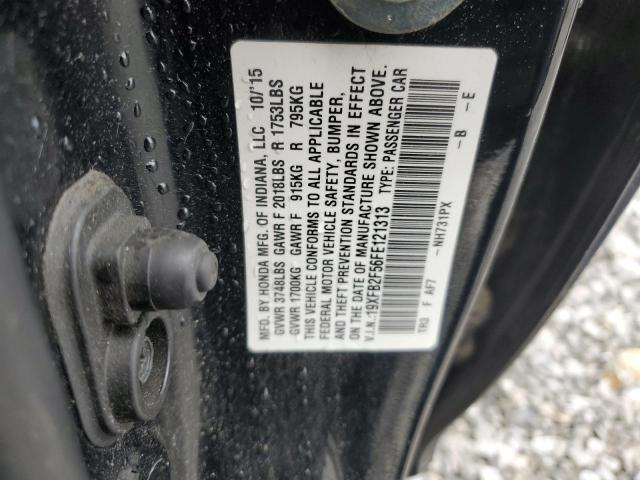 MFD. BY HONDA MFG. OF INDIANA, LLC 10/'15
GVWR 3748LBS GAWR F 2018LBS R 1753LBS
GVWR 1700KG GAWR F 915KG R 795KG
THIS VEHICLE CONFORMS TO ALL APPLICABLE
FEDERAL MOTOR VEHICLE SAFETY, BUMPER,
AND THEFT PREVENTION STANDARDS IN EFFECT
ON THE DATE OF MANUFACTURE SHOWN ABOVE.
V.I.N.:19XFB2F56FE121313 TYPE: PASSENGER CAR
-NH731PX -B -E
TR3 F AF7